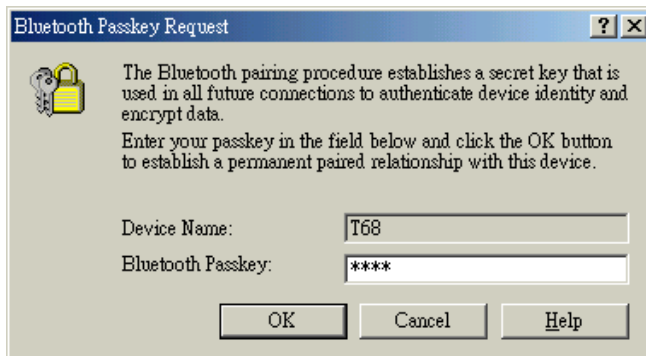 Bluetooth Passkey Request
The Bluetooth pairing procedure establishes a secret key that is
used in all future connections to authenticate device identity and
encrypt data.
Enter your passkey in the field below and click the OK button
to establish a permanent paired relationship with this device.
Device Name: T68
Bluetooth Passkey: ****
OK Cancel Help